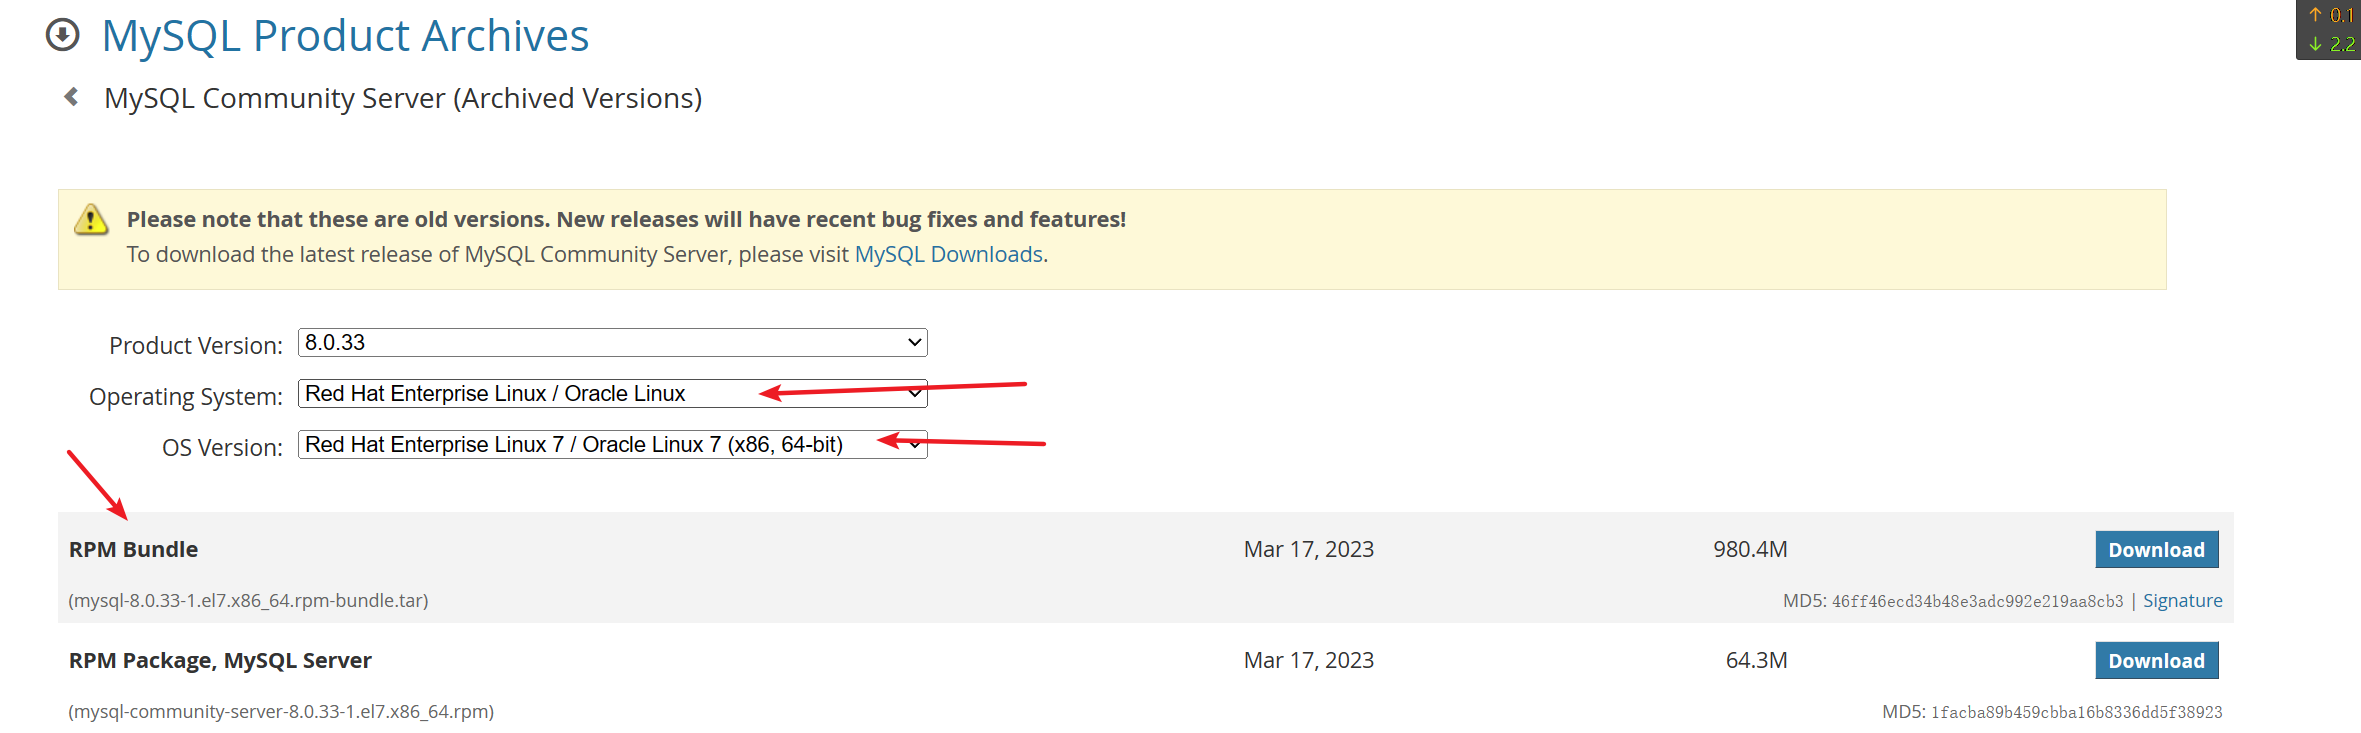 MySQL Product Archives
MySQL Community Server (Archived Versions)
Please note that these are old versions. New releases will have recent bug fixes and features!
To download the latest release of MySQL Community Server, please visit MySQL Downloads.
Product Version: 8.0.33
Operating System: Red Hat Enterprise Linux / Oracle Linux
OS Version: Red Hat Enterprise Linux 7 / Oracle Linux 7 (x86, 64-bit)
RPM Bundle Mar 17, 2023 980.4M Download
(mysql-8.0.33-1.el7.x86_64.rpm-bundle.tar) MD5: 46ff46ecd34b48e3adc992e219aa8cb3 | Signature
RPM Package, MySQL Server Mar 17, 2023 64.3M Download
(mysql-community-server-8.0.33-1.el7.x86_64.rpm) MD5: 1facba89b459cbba16b8336dd5f38923
↑ 0.1
↓ 2.2